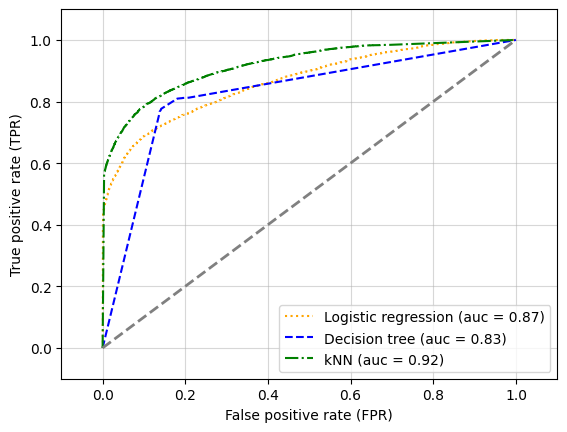 1.0
0.8
0.6
0.4
0.2
0.0
True positive rate (TPR)
Logistic regression (auc = 0.87)
Decision tree (auc = 0.83)
kNN (auc = 0.92)
0.0 0.2 0.4 0.6 0.8 1.0
False positive rate (FPR)